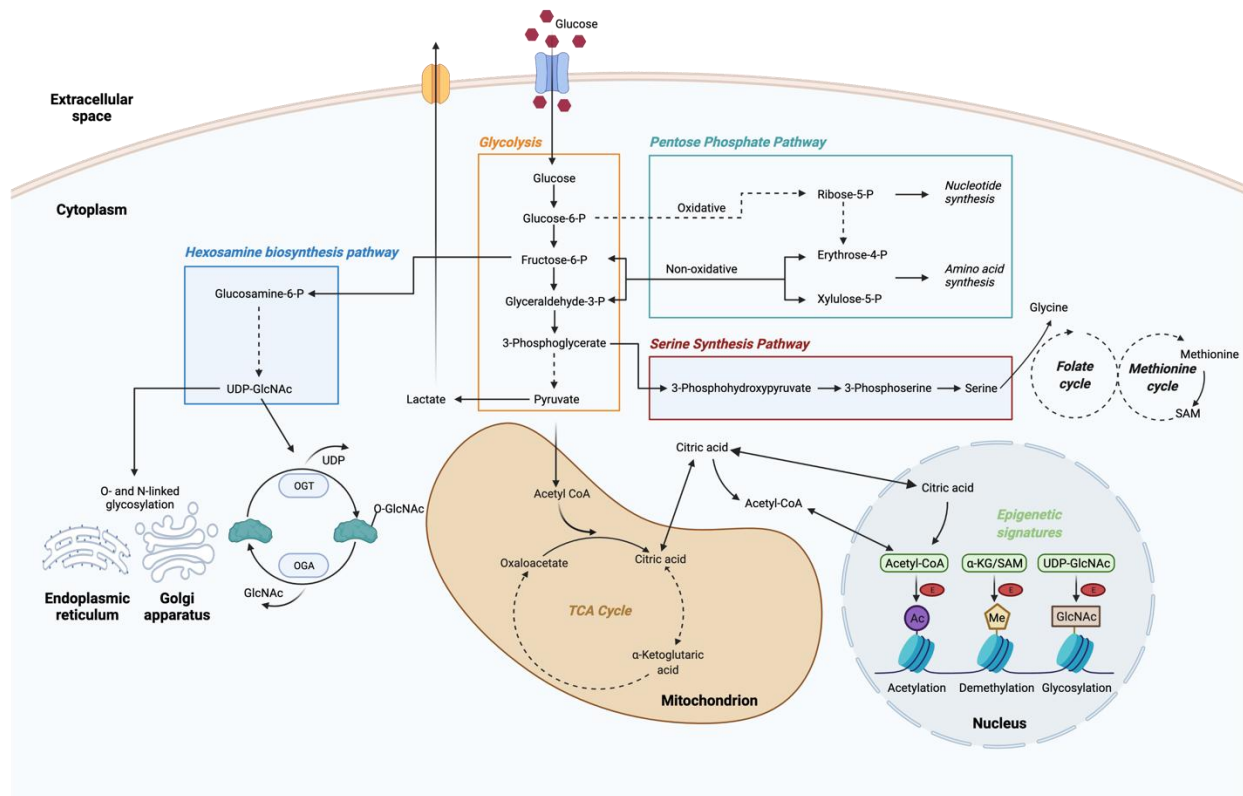 Glucose
Extracellular
space
Cytoplasm
Glycolysis
Glucose
Glucose-6-P
Fructose-6-P
Glyceraldehyde-3-P
3-Phosphoglycerate
Pyruvate
Lactate
Pentose Phosphate Pathway
Oxidative
Ribose-5-P
Nucleotide
synthesis
Non-oxidative
Erythrose-4-P
Xylulose-5-P
Amino acid
synthesis
Hexosamine biosynthesis pathway
Glucosamine-6-P
UDP-GlcNAc
Serine Synthesis Pathway
3-Phosphohydroxypyruvate
3-Phosphoserine
Serine
Glycine
Folate
cycle
Methionine
cycle
Methionine
SAM
O- and N-linked
glycosylation
Endoplasmic
reticulum
Golgi
apparatus
UDP
OGT
O-GlcNAc
OGA
GlcNAc
Acetyl CoA
Oxaloacetate
Citric acid
TCA Cycle
α-Ketoglutaric
acid
Mitochondrion
Citric acid
Acetyl-CoA
Citric acid
Epigenetic
signatures
Acetyl-CoA
α-KG/SAM
UDP-GlcNAc
E
E
E
Ac
Me
GlcNAc
Acetylation
Demethylation
Glycosylation
Nucleus